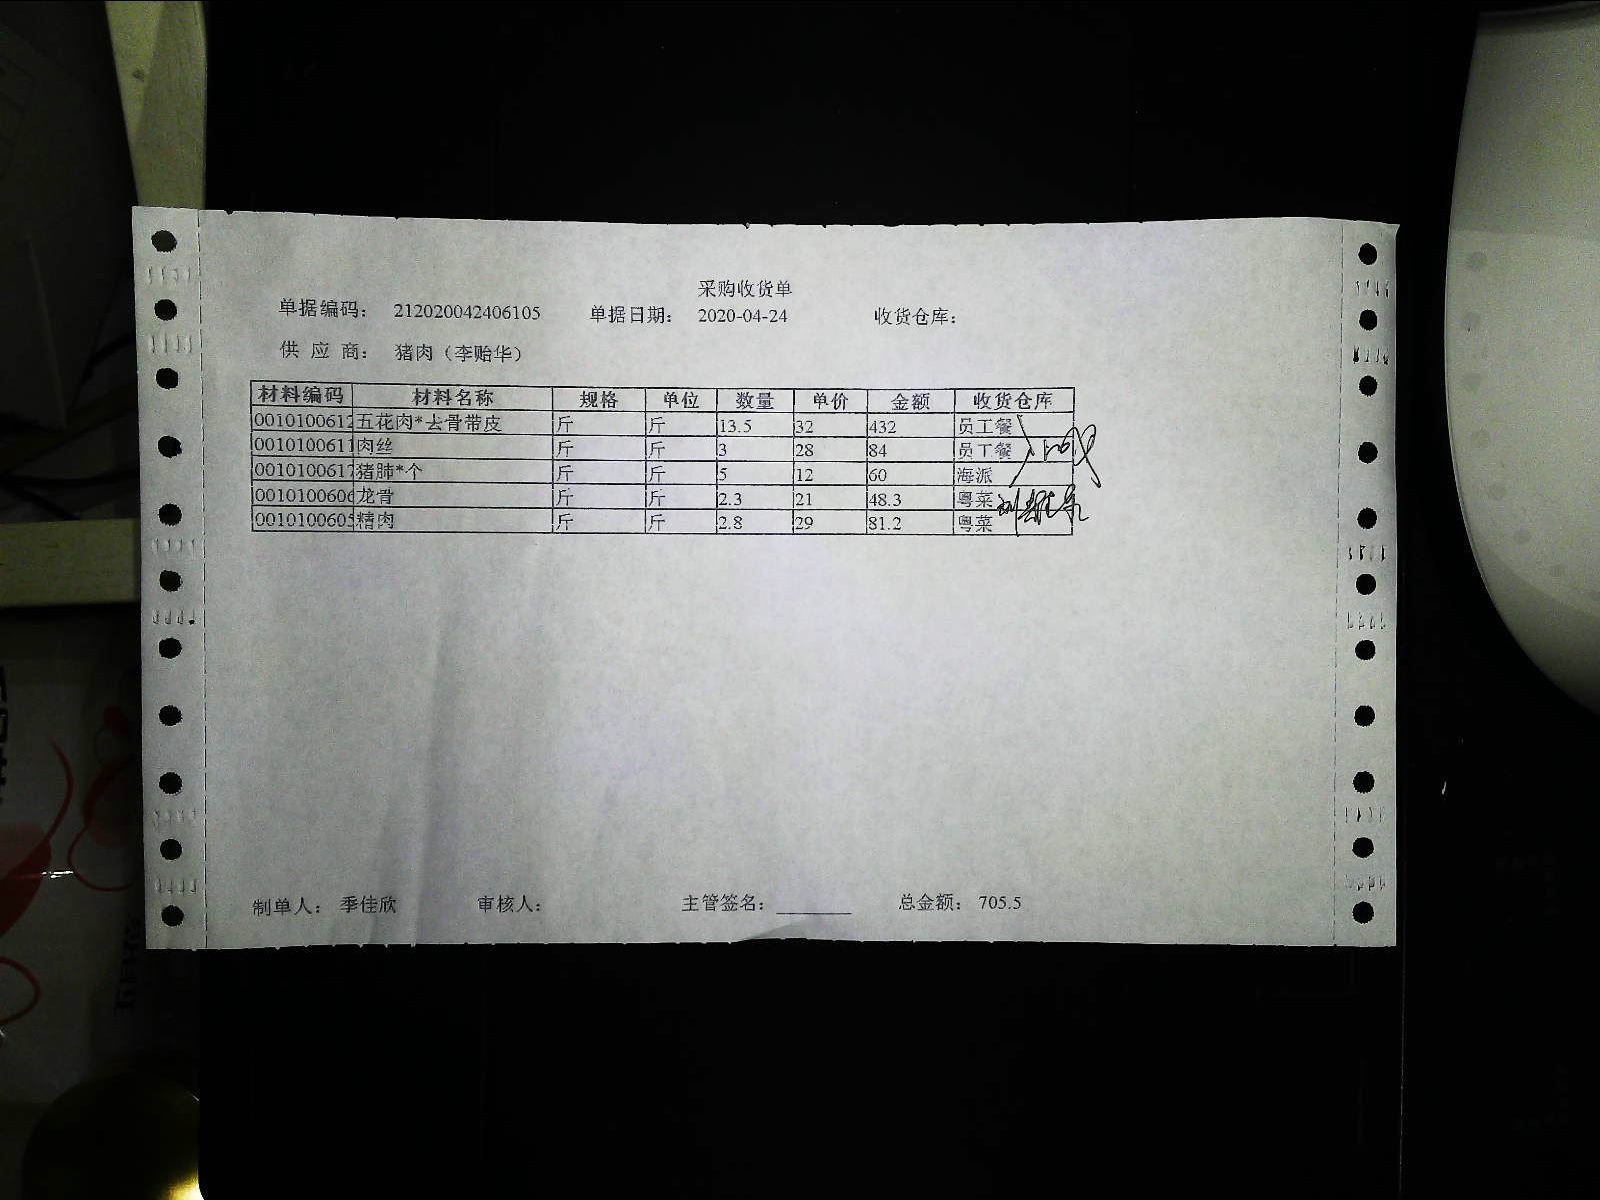 采购收货单
单据编码： 212020042406105 单据日期： 2020-04-24 收货仓库：
供 应 商： 猪肉（李贻华）
材料编码 材料名称 规格 单位 数量 单价 金额 收货仓库
0010100612 五花肉*去骨带皮 斤 斤 13.5 32 432 员工餐
0010100611 肉丝 斤 斤 3 28 84 员工餐
0010100617 猪肺*个 斤 斤 5 12 60 海派
0010100606 龙骨 斤 斤 2.3 21 48.3 粤菜
0010100605 精肉 斤 斤 2.8 29 81.2 粤菜
制单人： 季佳欣 审核人： 主管签名： 总金额： 705.5